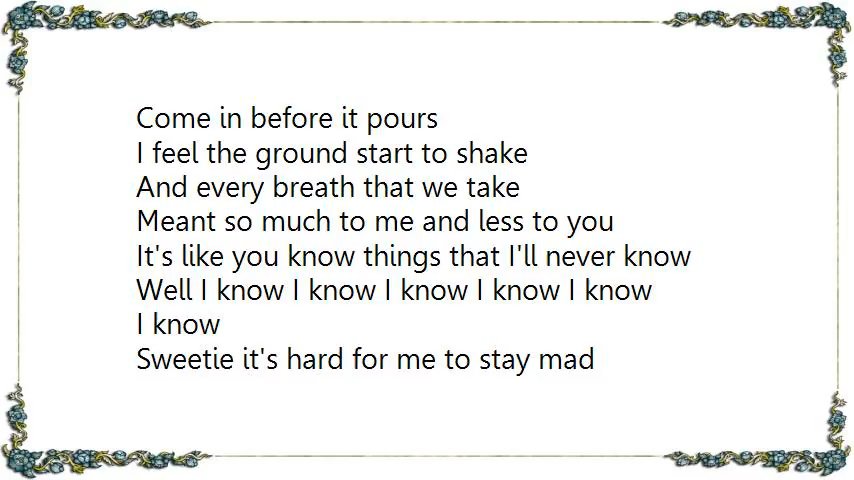 Come in before it pours
I feel the ground start to shake
And every breath that we take
Meant so much to me and less to you
It's like you know things that I'll never know
Well I know I know I know I know I know
I know
Sweetie it's hard for me to stay mad